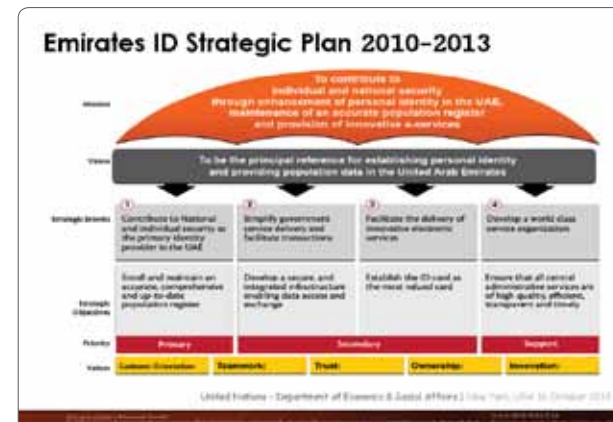 Emirates ID Strategic Plan 2010-2013
Mission
To contribute to
individual and national security
through enhancement of personal identity in the UAE,
maintenance of an accurate population register
and provision of innovative e-services
Vision
To be the principal reference for establishing personal identity
and providing population data in the United Arab Emirates
Strategic
1
Contribute to National
and individual security as
the primary identity
provider in the UAE
2
Simplify government
service delivery and
facilitate transactions
3
Facilitate the delivery of
innovative electronic
services
4
Develop a world class
service organization
Strategic
Objectives
Enroll and maintain an
accurate, comprehensive
and up-to-date
population register
Develop a secure, and
integrated infrastructure
enabling data access and
exchange
Establish the ID card as
the most valued card
Ensure that all central
administrative services are
of high quality, efficient,
transparent and timely
Priority
Primary
Secondary
Support
Values
Customer Orientation:
Teamwork:
Trust:
Ownership:
Innovation:
United Nations - Department of Economics & Social Affairs | New York, USA October